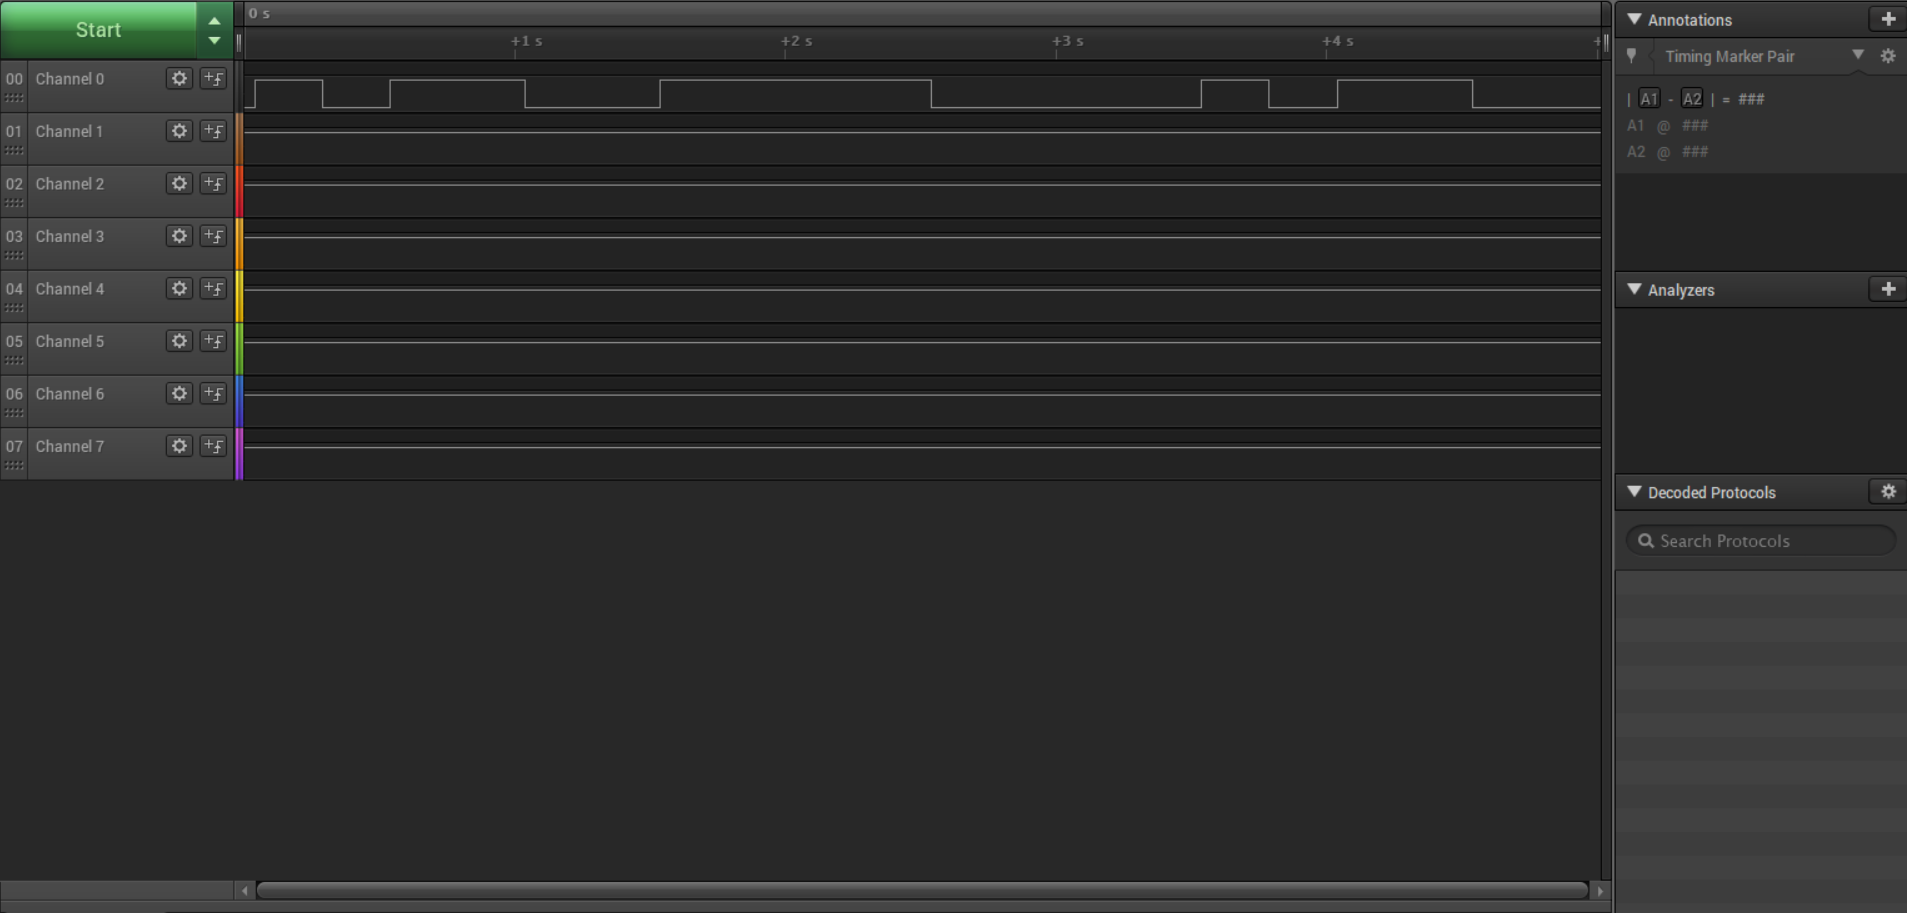 Start
0 s
+1 s +2 s +3 s +4 s +
00 Channel 0
01 Channel 1
02 Channel 2
03 Channel 3
04 Channel 4
05 Channel 5
06 Channel 6
07 Channel 7
Annotations
Timing Marker Pair
| A1 - A2 | = ###
A1 @ ###
A2 @ ###
Analyzers
Decoded Protocols
Search Protocols